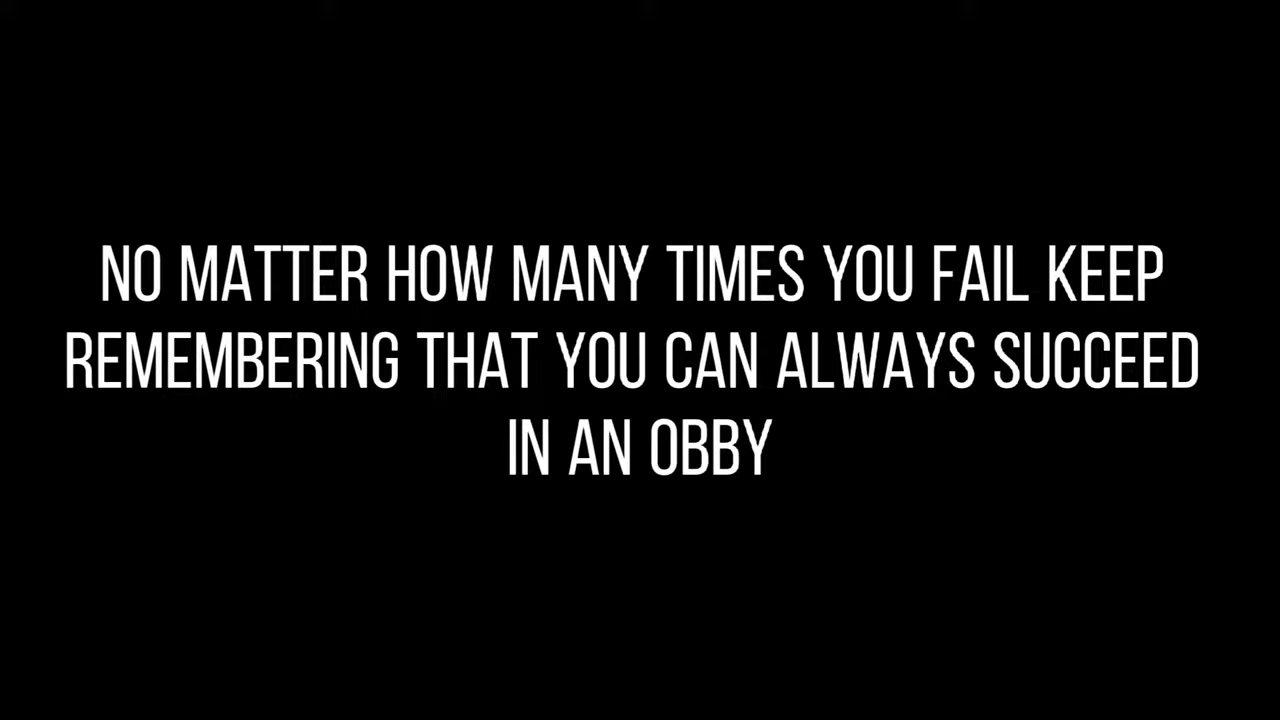 NO MATTER HOW MANY TIMES YOU FAIL KEEP
REMEMBERING THAT YOU CAN ALWAYS SUCCEED
IN AN OBBY